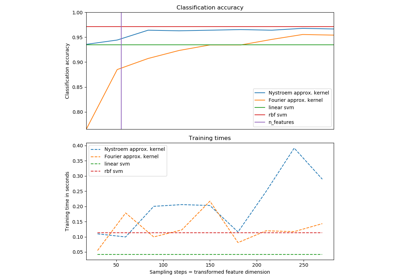 Classification accuracy
1.00
0.95
0.90
0.85
0.80
Classification accuracy
Nystroem approx. kernel
Fourier approx. kernel
linear svm
rbf svm
n_features
Training times
0.40
0.35
0.30
0.25
0.20
0.15
0.10
0.05
Training time in seconds
Nystroem approx. kernel
Fourier approx. kernel
linear svm
rbf svm
50
100
150
200
250
Sampling steps = transformed feature dimension